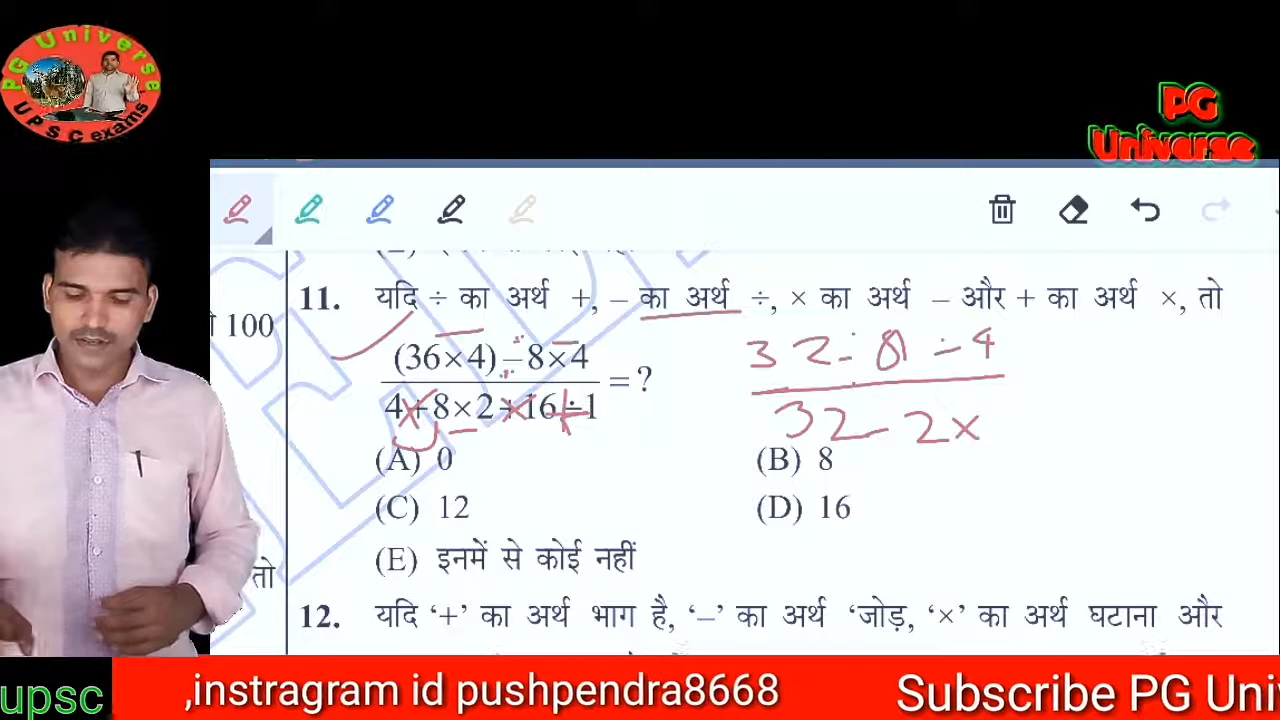 PG Universe
UPSC exams
PG
Universe
11. यदि ÷ का अर्थ +, – का अर्थ ÷, × का अर्थ – और + का अर्थ ×, तो
100
(36×4)–8×4
4+8×2+16÷1
= ?
32÷8–4
32–2×
(A) 0
(B) 8
(C) 12
(D) 16
(E) इनमें से कोई नहीं
तो
12. यदि ‘+’ का अर्थ भाग है, ‘–’ का अर्थ ‘जोड़, ‘×’ का अर्थ घटाना और
upsc
,instragram id pushpendra8668
Subscribe PG Uni